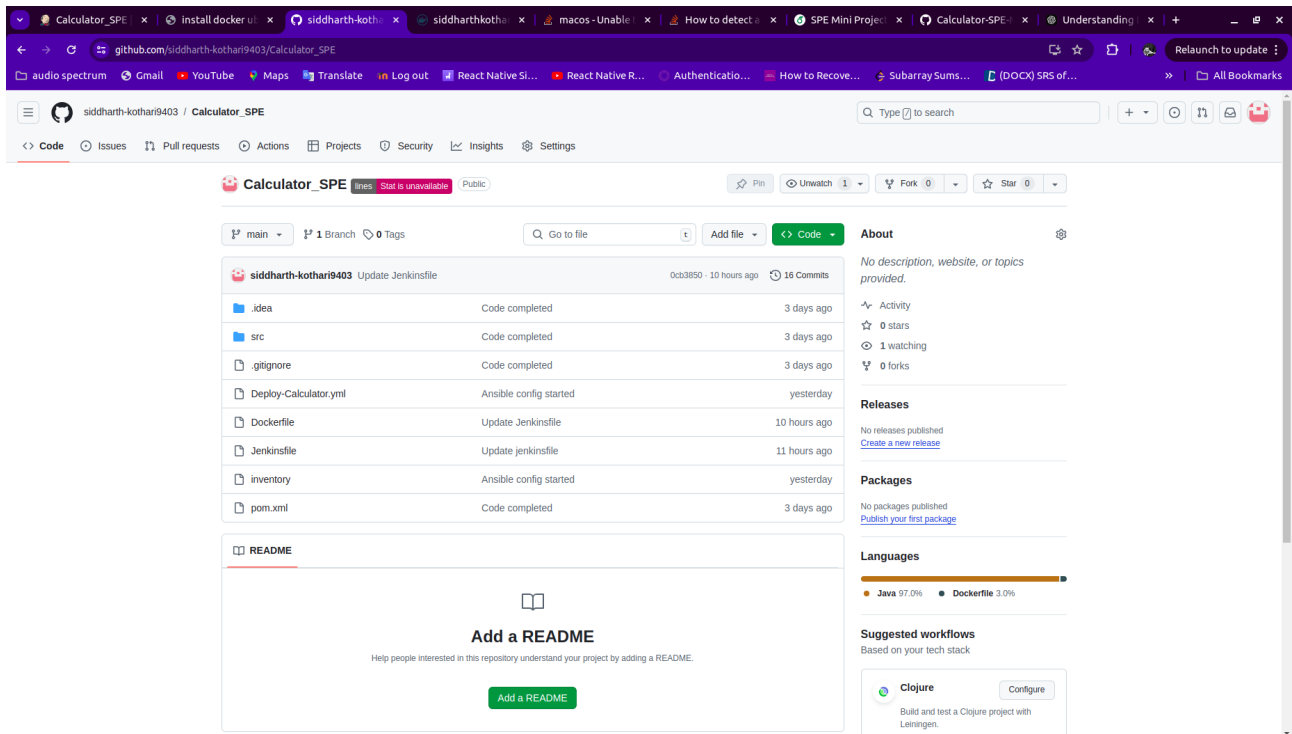 Calculator_SPE
install docker u
siddharth-kotha
siddharthkotha
macos - Unable
How to detect a
SPE Mini Project
Calculator-SPE-
Understanding
github.com/siddharth-kothari9403/Calculator_SPE
Relaunch to update
audio spectrum
Gmail
YouTube
Maps
Translate
Log out
React Native Si...
React Native R...
Authenticatio...
How to Recove...
Subarray Sums...
(DOCX) SRS of...
»
All Bookmarks
siddharth-kothari9403 / Calculator_SPE
Type / to search
<> Code
Issues
Pull requests
Actions
Projects
Security
Insights
Settings
Calculator_SPE
lines Stat is unavailable
Public
Pin
Unwatch 1
Fork 0
Star 0
main
1 Branch
0 Tags
Go to file
t
Add file
<> Code
siddharth-kothari9403 Update Jenkinsfile
0cb3850 · 10 hours ago
16 Commits
.idea Code completed 3 days ago
src Code completed 3 days ago
.gitignore Code completed 3 days ago
Deploy-Calculator.yml Ansible config started yesterday
Dockerfile Update Jenkinsfile 10 hours ago
Jenkinsfile Update jenkinsfile 11 hours ago
inventory Ansible config started yesterday
pom.xml Code completed 3 days ago
README
Add a README
Help people interested in this repository understand your project by adding a README.
Add a README
About
No description, website, or topics
provided.
Activity
0 stars
1 watching
0 forks
Releases
No releases published
Create a new release
Packages
No packages published
Publish your first package
Languages
Java 97.0%
Dockerfile 3.0%
Suggested workflows
Based on your tech stack
Clojure
Configure
Build and test a Clojure project with
Leiningen.